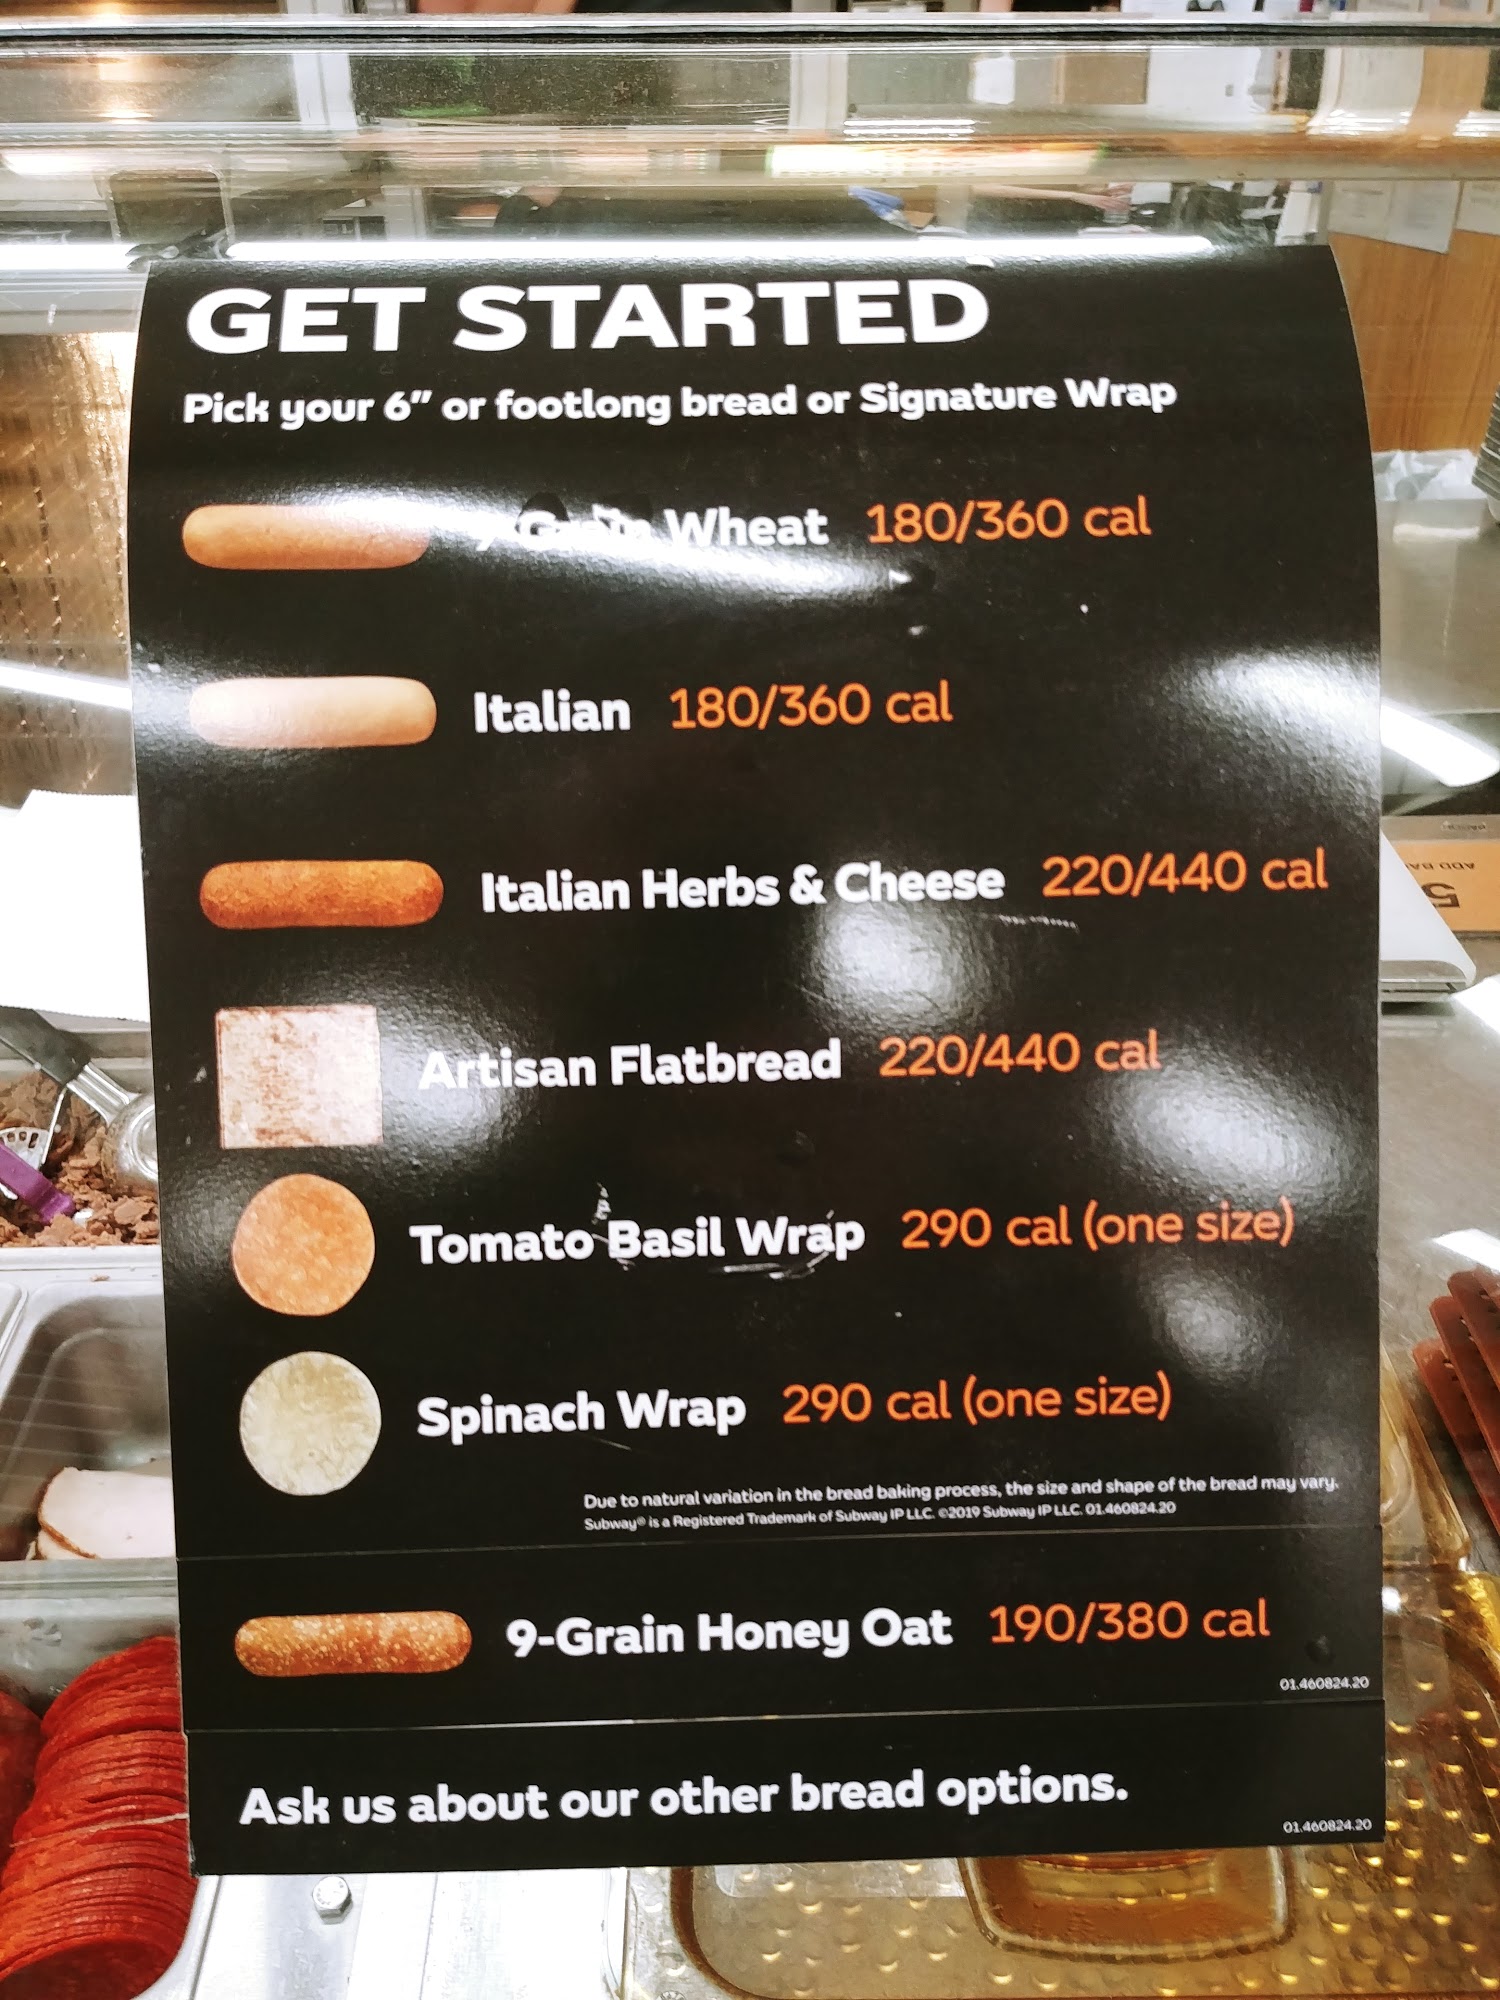 GET STARTED
Pick your 6" or footlong bread or Signature Wrap
Grain Wheat 180/360 cal
Italian 180/360 cal
Italian Herbs & Cheese 220/440 cal
Artisan Flatbread 220/440 cal
Tomato Basil Wrap 290 cal (one size)
Spinach Wrap 290 cal (one size)
Due to natural variation in the bread baking process, the size and shape of the bread may vary.
Subway® is a Registered Trademark of Subway IP LLC. ©2019 Subway IP LLC. 01.460824.20
9-Grain Honey Oat 190/380 cal
01.460824.20
Ask us about our other bread options.
01.460824.20